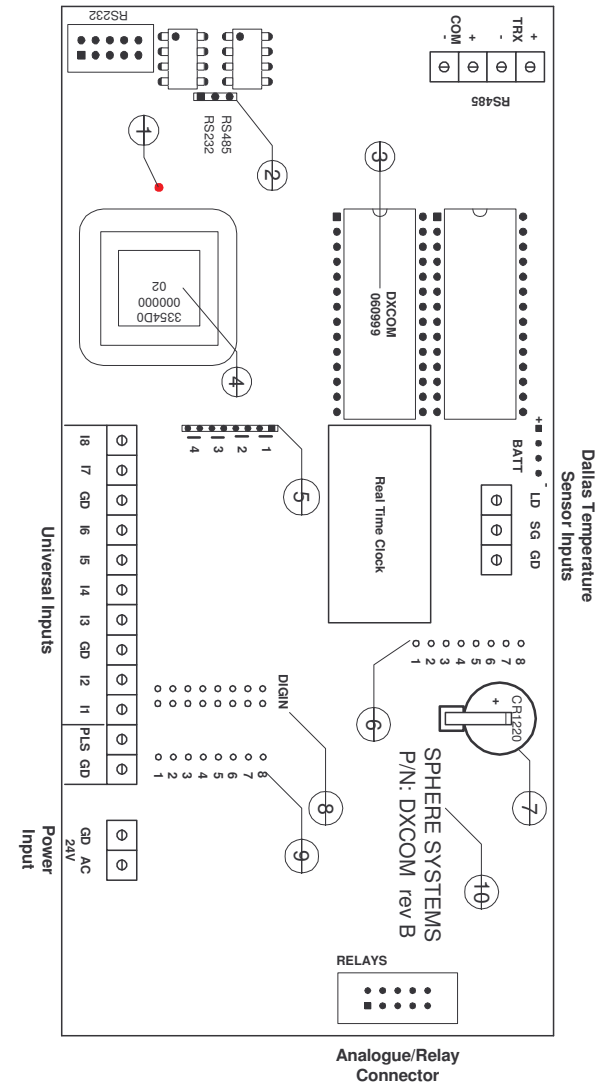 RS232
COM
- +
TRX
- +
RS485
RS485
RS232
1
2
3
DXCOM
060999
3354D0
000000
02
4
1
2
3
4
5
+
BATT
-
LD SG GD
Dallas Temperature
Sensor Inputs
Real Time Clock
I8
I7
GD
I6
I5
I4
I3
GD
I2
I1
PLS
GD
Universal Inputs
1 2 3 4 5 6 7 8
6
CR1220
+
7
DIGIN
8
1 2 3 4 5 6 7 8
9
SPHERE SYSTEMS
P/N: DXCOM rev B
10
GD AC
24V
Power
Input
RELAYS
Analogue/Relay
Connector